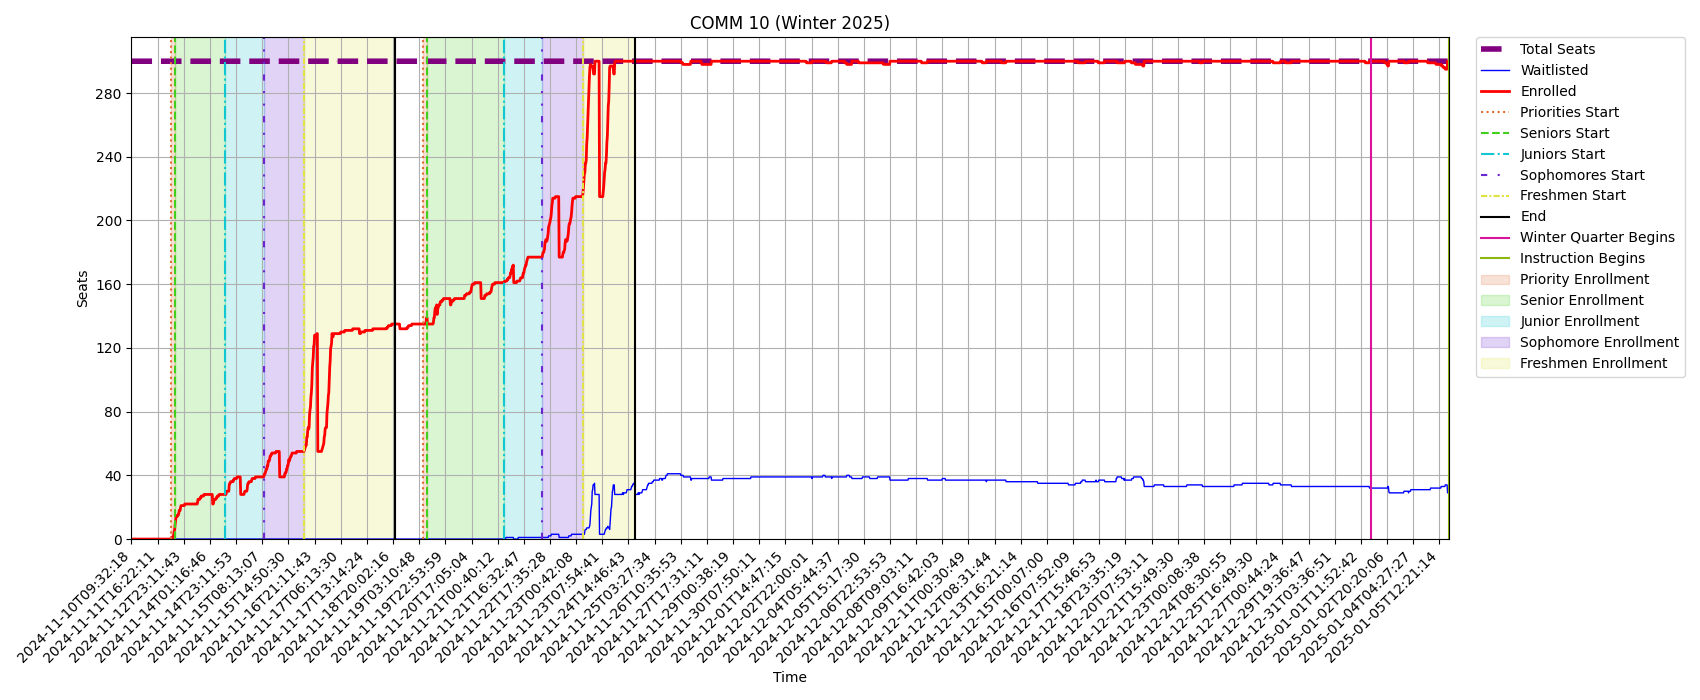 COMM 10 (Winter 2025)
Seats
280
240
200
160
120
80
40
0
2024-11-10T09:32:18
2024-11-11T16:22:11
2024-11-12T23:11:43
2024-11-14T01:16:46
2024-11-14T23:11:53
2024-11-15T08:13:07
2024-11-15T14:50:30
2024-11-16T21:11:43
2024-11-17T06:13:30
2024-11-17T13:14:24
2024-11-18T20:02:16
2024-11-19T03:10:48
2024-11-19T22:53:59
2024-11-20T17:05:04
2024-11-21T00:40:12
2024-11-21T16:32:47
2024-11-22T17:35:28
2024-11-23T00:42:08
2024-11-23T07:54:41
2024-11-24T14:46:43
2024-11-25T03:27:34
2024-11-26T10:35:53
2024-11-27T17:31:11
2024-11-29T00:38:19
2024-11-30T07:50:11
2024-12-01T14:47:15
2024-12-02T22:00:01
2024-12-04T05:44:37
2024-12-05T15:17:30
2024-12-06T22:53:53
2024-12-08T09:03:11
2024-12-09T16:42:03
2024-12-11T00:30:49
2024-12-12T08:31:44
2024-12-13T16:21:14
2024-12-15T00:07:00
2024-12-16T07:52:09
2024-12-17T15:46:53
2024-12-18T23:35:19
2024-12-20T07:53:11
2024-12-21T15:49:30
2024-12-23T00:08:38
2024-12-24T08:30:55
2024-12-25T16:49:30
2024-12-27T00:44:24
2024-12-29T19:36:47
2024-12-31T03:36:51
2025-01-01T11:52:42
2025-01-02T20:20:06
2025-01-04T04:27:27
2025-01-05T12:21:14
Time
Total Seats
Waitlisted
Enrolled
Priorities Start
Seniors Start
Juniors Start
Sophomores Start
Freshmen Start
End
Winter Quarter Begins
Instruction Begins
Priority Enrollment
Senior Enrollment
Junior Enrollment
Sophomore Enrollment
Freshmen Enrollment